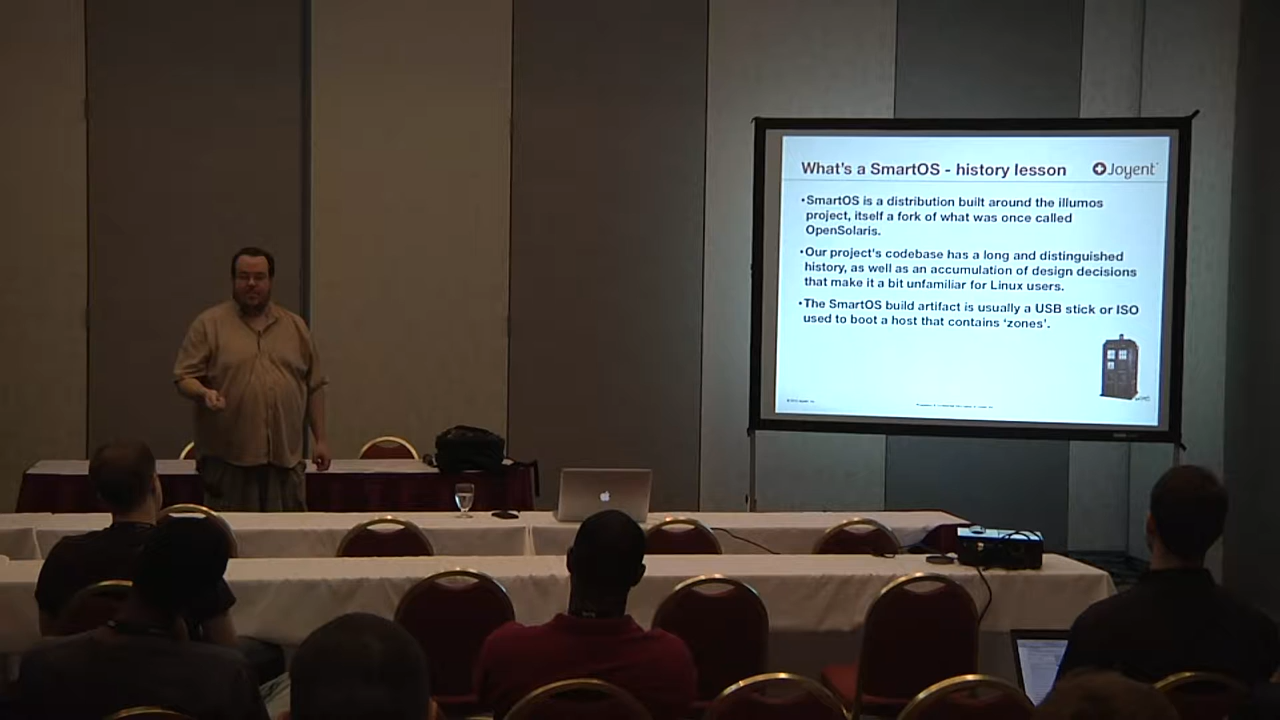 What's a SmartOS - history lesson
Joyent
•SmartOS is a distribution built around the illumos
project, itself a fork of what was once called
OpenSolaris.
•Our project's codebase has a long and distinguished
history, as well as an accumulation of design decisions
that make it a bit unfamiliar for Linux users.
•The SmartOS build artifact is usually a USB stick or ISO
used to boot a host that contains 'zones'.